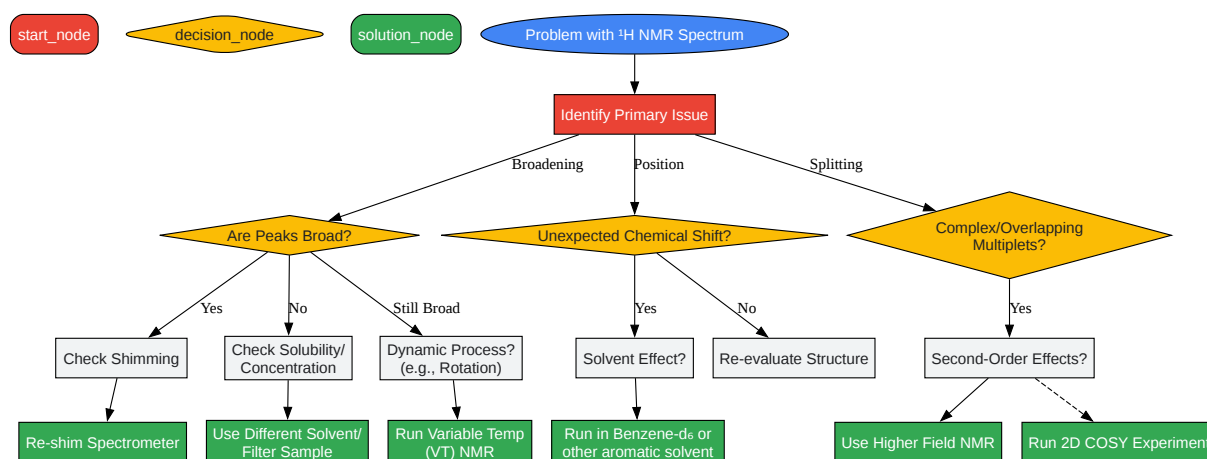 start_node
decision_node
solution_node
Problem with ¹H NMR Spectrum
Identify Primary Issue
Broadening
Position
Splitting
Are Peaks Broad?
Unexpected Chemical Shift?
Complex/Overlapping
Multiplets?
Yes
No
Still Broad
Yes
No
Yes
Check Shimming
Check Solubility/
Concentration
Dynamic Process?
(e.g., Rotation)
Solvent Effect?
Re-evaluate Structure
Second-Order Effects?
Re-shim Spectrometer
Use Different Solvent/
Filter Sample
Run Variable Temp
(VT) NMR
Run in Benzene-d₆ or
other aromatic solvent
Use Higher Field NMR
Run 2D COSY Experiment